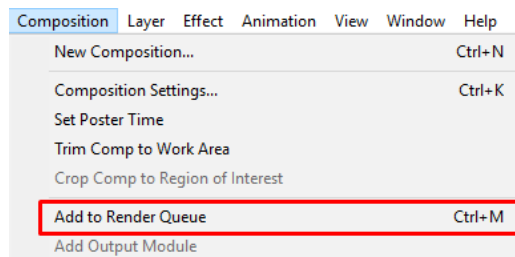 Composition Layer Effect Animation View Window Help
New Composition... Ctrl+N
Composition Settings... Ctrl+K
Set Poster Time
Trim Comp to Work Area
Crop Comp to Region of Interest
Add to Render Queue Ctrl+M
Add Output Module